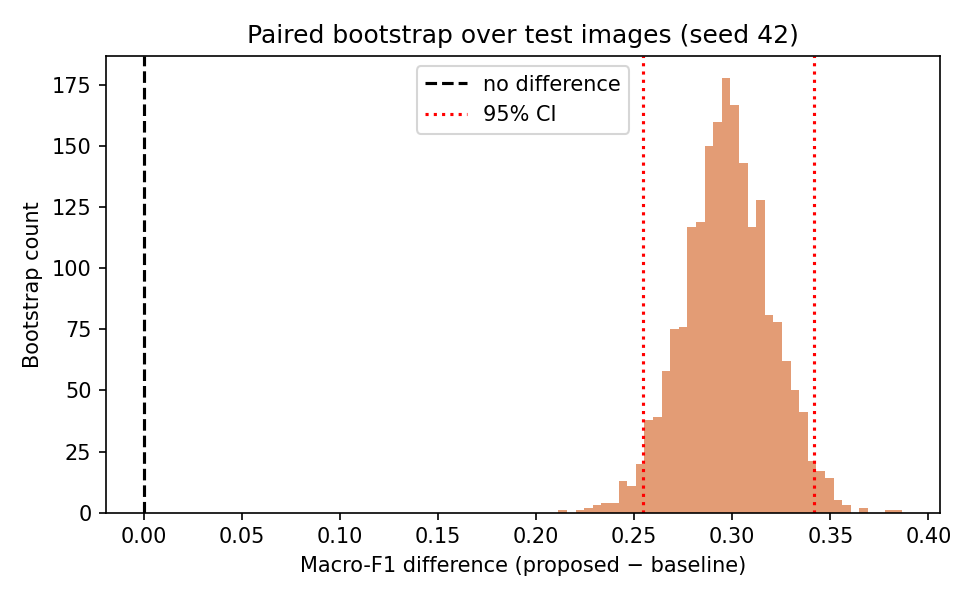 Paired bootstrap over test images (seed 42)
no difference
95% CI
Bootstrap count
175
150
125
100
75
50
25
0
0.00 0.05 0.10 0.15 0.20 0.25 0.30 0.35 0.40
Macro-F1 difference (proposed − baseline)